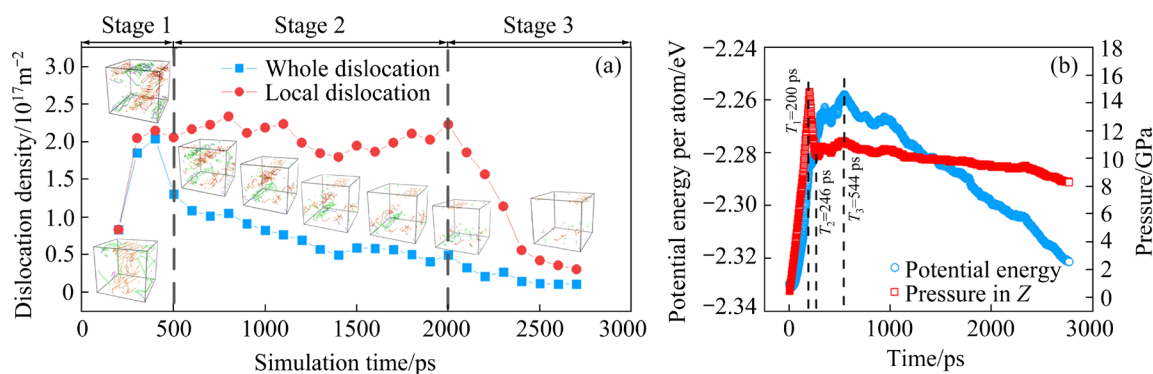 Stage 1
Stage 2
Stage 3
(a)
Whole dislocation
Local dislocation
Dislocation density/10¹⁷m⁻²
3.0
2.5
2.0
1.5
1.0
0.5
0
0 500 1000 1500 2000 2500 3000
Simulation time/ps
(b)
Potential energy per atom/eV
−2.24
−2.26
−2.28
−2.30
−2.32
−2.34
T₁=200 ps
T₂=246 ps
T₃=544 ps
Potential energy
Pressure in Z
18
16
14
12
10
8
6
4
2
0
Pressure/GPa
0 1000 2000 3000
Time/ps